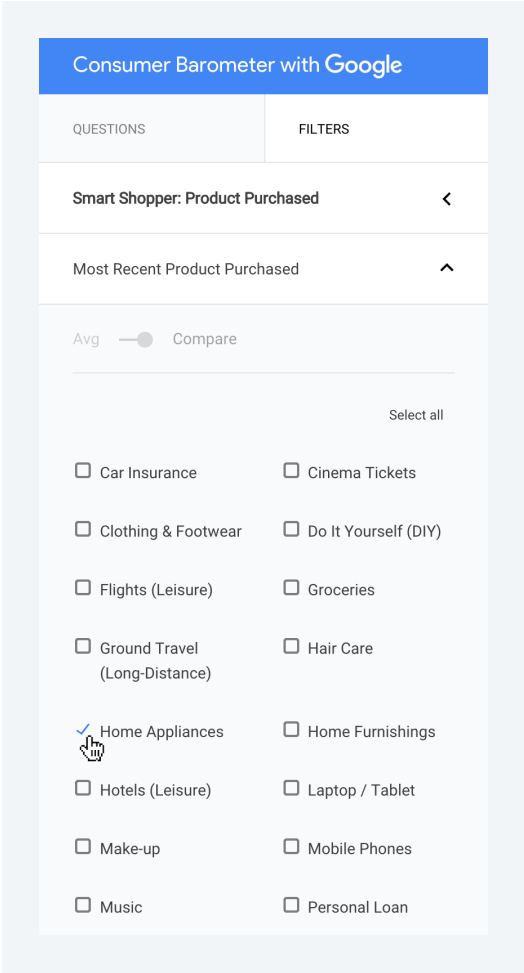 Consumer Barometer with Google
QUESTIONS
FILTERS
Smart Shopper: Product Purchased
Most Recent Product Purchased
Avg
Compare
Select all
Car Insurance
Cinema Tickets
Clothing & Footwear
Do It Yourself (DIY)
Flights (Leisure)
Groceries
Ground Travel
(Long-Distance)
Hair Care
Home Appliances
Home Furnishings
Hotels (Leisure)
Laptop / Tablet
Make-up
Mobile Phones
Music
Personal Loan